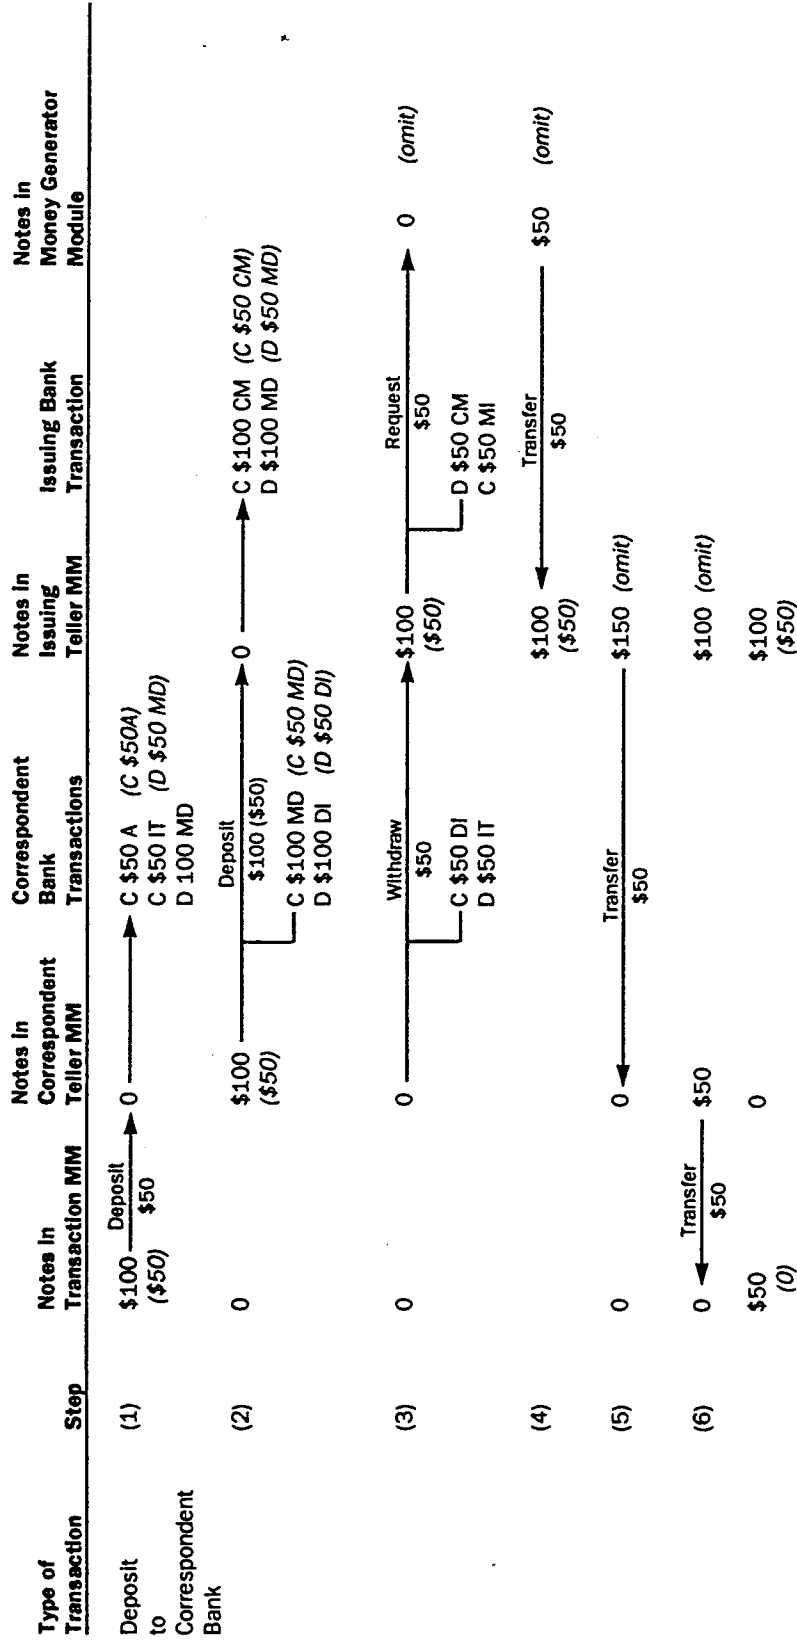 Type of Transaction
Step
Notes in Transaction MM
Notes in Correspondent Teller MM
Correspondent Bank Transactions
Notes in Issuing Teller MM
Issuing Bank Transaction
Notes in Money Generator Module
Deposit
to
Correspondent
Bank
(1)
$100
($50)
Deposit
$50
0
C $50 A (C $50A)
C $50 IT (D $50 MD)
D 100 MD
(2)
0
$100
($50)
Deposit
$100 ($50)
C $100 MD (C $50 MD)
D $100 DI (D $50 DI)
0
C $100 CM (C $50 CM)
D $100 MD (D $50 MD)
(3)
0
0
Withdraw
$50
C $50 DI
D $50 IT
$100
($50)
Request
$50
D $50 CM
C $50 MI
0 (omit)
(4)
$100
($50)
Transfer
$50
$50 (omit)
(5)
0
0
Transfer
$50
$150 (omit)
(6)
0
Transfer
$50
$50
$100 (omit)
$50
(0)
0
$100
($50)